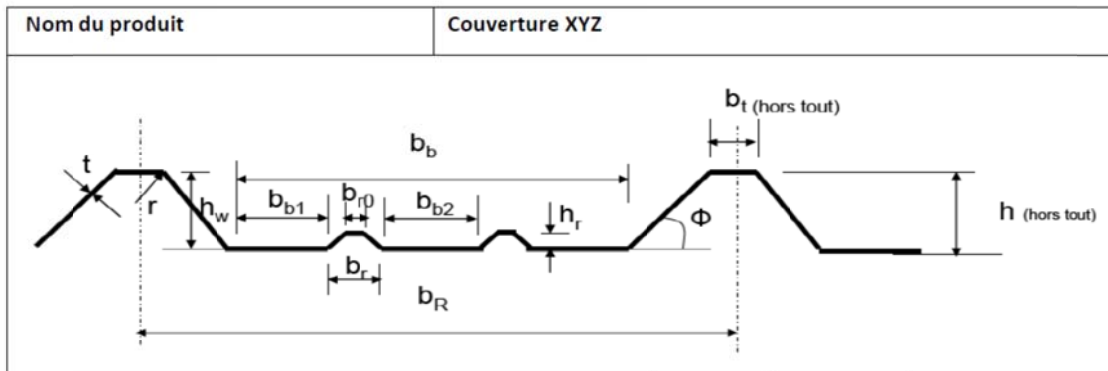 Nom du produit
Couverture XYZ
bt (hors tout)
bb
t
bb1
br0
bb2
hr
r
hw
Φ
h (hors tout)
br
bR